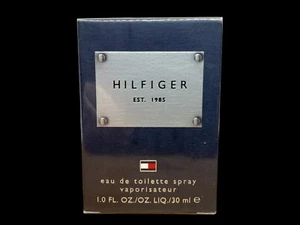 HILFIGER
EST. 1985
eau de toilette spray
vaporisateur
1.0 FL. OZ./OZ. LIQ./30 ml ℮